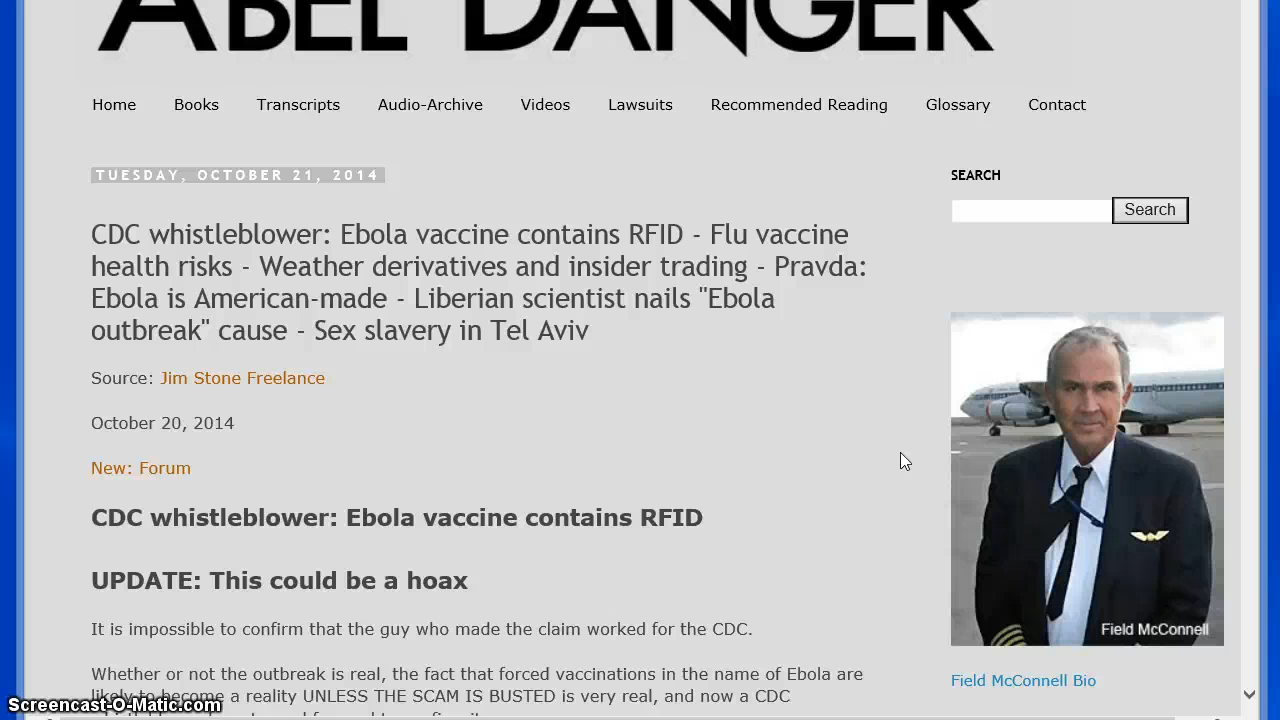 ABEL DANGER
Home Books Transcripts Audio-Archive Videos Lawsuits Recommended Reading Glossary Contact
TUESDAY, OCTOBER 21, 2014
CDC whistleblower: Ebola vaccine contains RFID - Flu vaccine
health risks - Weather derivatives and insider trading - Pravda:
Ebola is American-made - Liberian scientist nails "Ebola
outbreak" cause - Sex slavery in Tel Aviv
Source: Jim Stone Freelance
October 20, 2014
New: Forum
CDC whistleblower: Ebola vaccine contains RFID
UPDATE: This could be a hoax
It is impossible to confirm that the guy who made the claim worked for the CDC.
Whether or not the outbreak is real, the fact that forced vaccinations in the name of Ebola are
likely to become a reality UNLESS THE SCAM IS BUSTED is very real, and now a CDC
SEARCH
Search
Field McConnell
Field McConnell Bio
Screencast-O-Matic.com